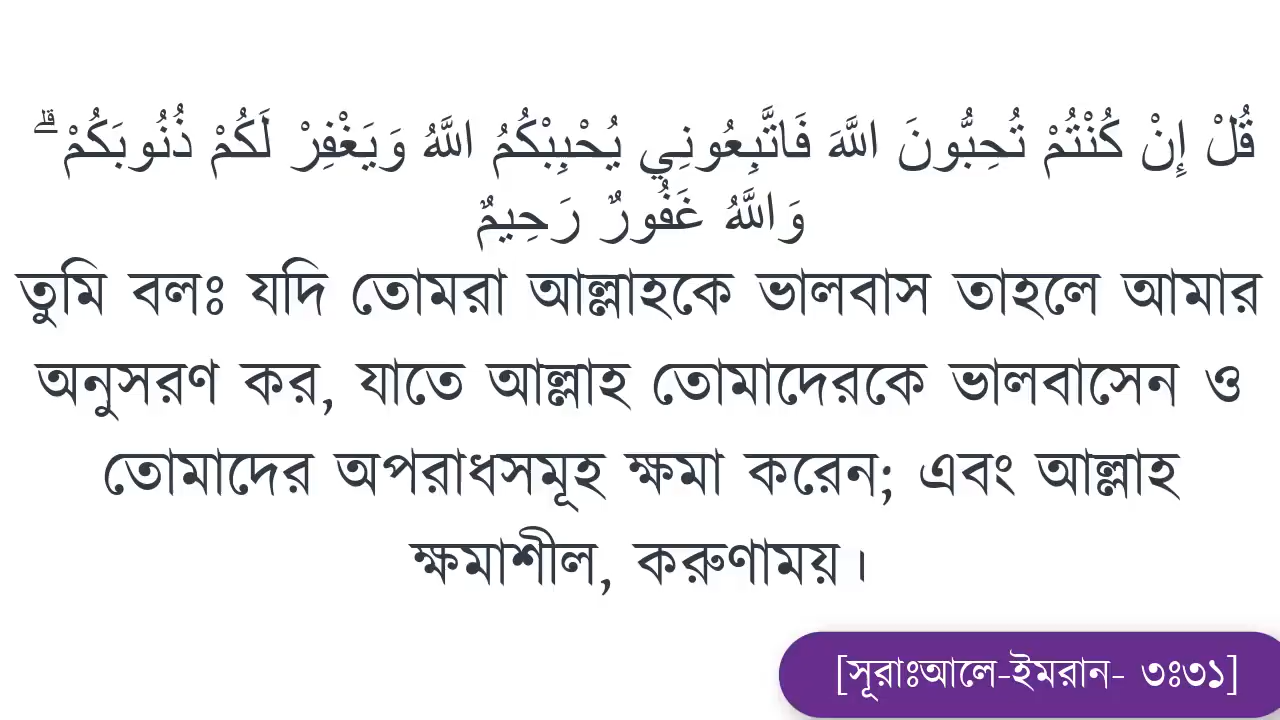 قُلْ إِنْ كُنْتُمْ تُحِبُّونَ اللَّهَ فَاتَّبِعُونِي يُحْبِبْكُمُ اللَّهُ وَيَغْفِرْ لَكُمْ ذُنُوبَكُمْ ۗ
وَاللَّهُ غَفُورٌ رَحِيمٌ
তুমি বলঃ যদি তোমরা আল্লাহকে ভালবাস তাহলে আমার
অনুসরণ কর, যাতে আল্লাহ তোমাদেরকে ভালবাসেন ও
তোমাদের অপরাধসমূহ ক্ষমা করেন; এবং আল্লাহ
ক্ষমাশীল, করুণাময়।
[সূরাঃআলে-ইমরান- ৩ঃ৩১]